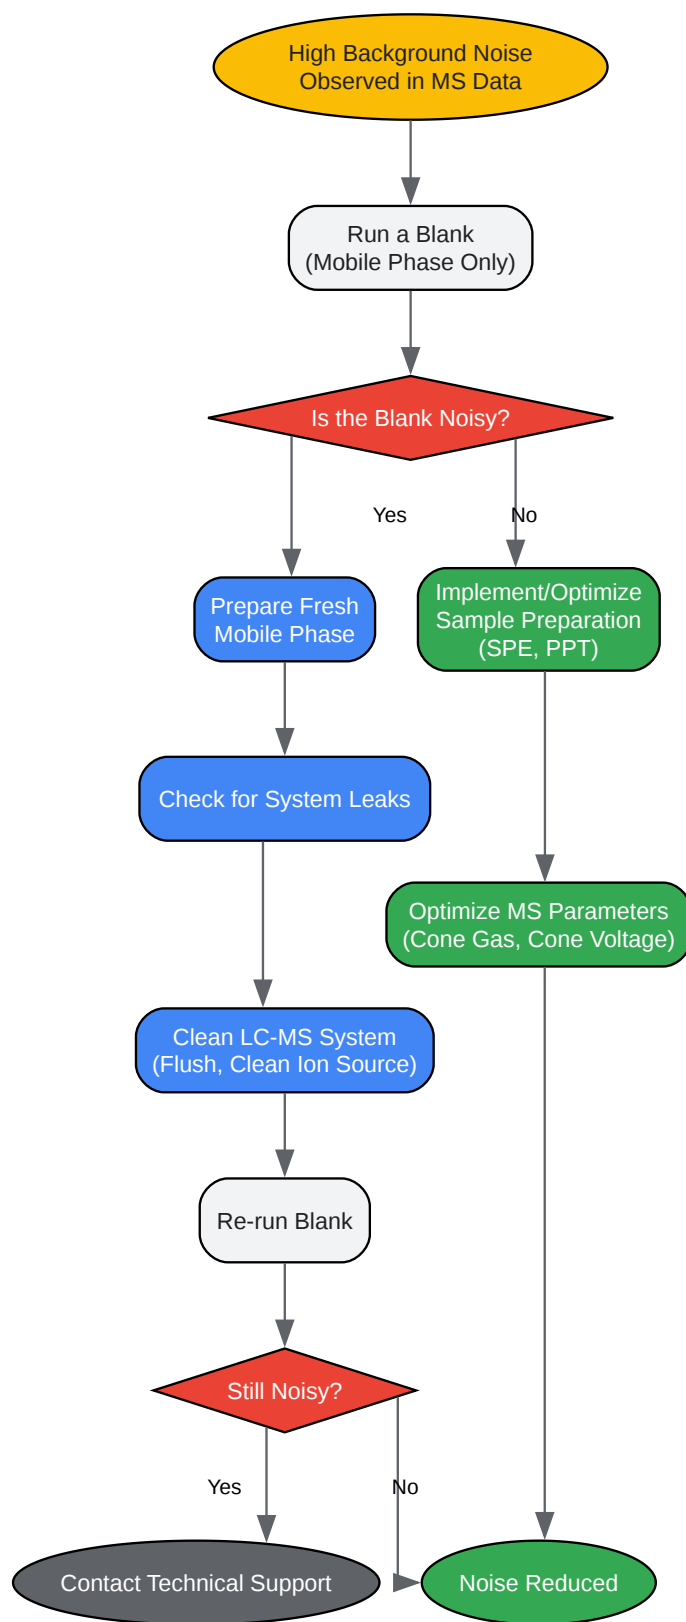 High Background Noise
Observed in MS Data
Run a Blank
(Mobile Phase Only)
Is the Blank Noisy?
Yes
No
Prepare Fresh
Mobile Phase
Implement/Optimize
Sample Preparation
(SPE, PPT)
Check for System Leaks
Optimize MS Parameters
(Cone Gas, Cone Voltage)
Clean LC-MS System
(Flush, Clean Ion Source)
Re-run Blank
Still Noisy?
Yes
No
Contact Technical Support
Noise Reduced